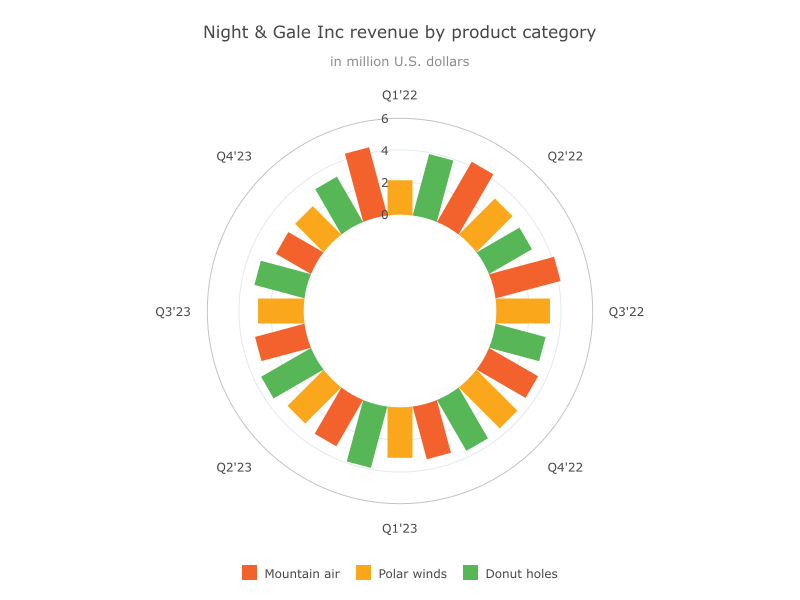 Night & Gale Inc revenue by product category
in million U.S. dollars
Q1'22
6
4
2
0
Q4'23
Q2'22
Q3'23
Q3'22
Q2'23
Q4'22
Q1'23
Mountain air
Polar winds
Donut holes